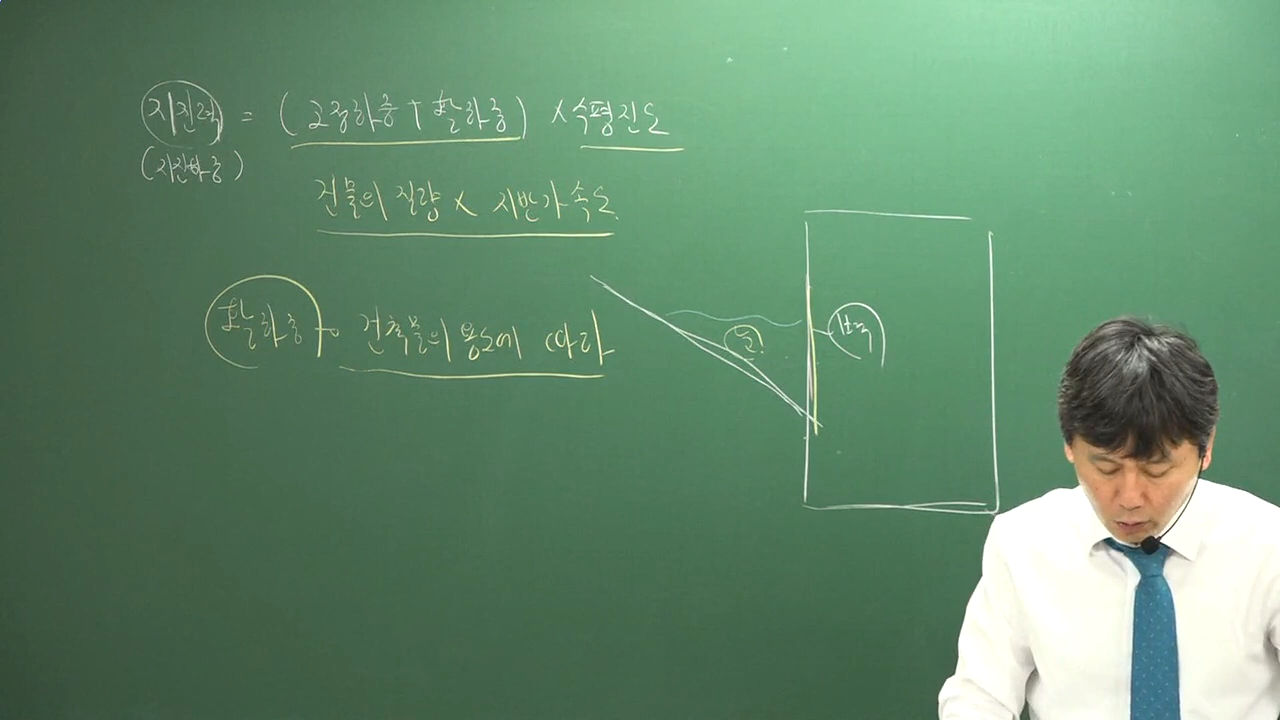 지진력 = (고정하중 + 활하중) × 수평진도
(지진하중)
건물의 질량 × 지반가속도
활하중 → 건축물의 용도에 따라
눈
벽